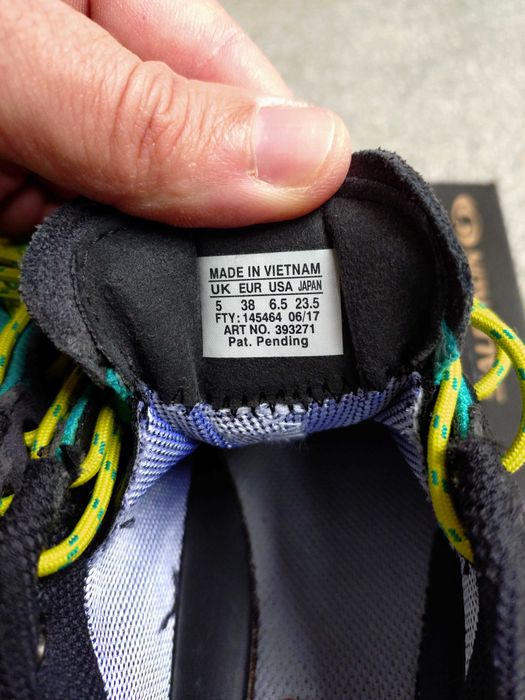 MADE IN VIETNAM
UK EUR USA JAPAN
5 38 6.5 23.5
FTY: 145464 06/17
ART NO. 393271
Pat. Pending